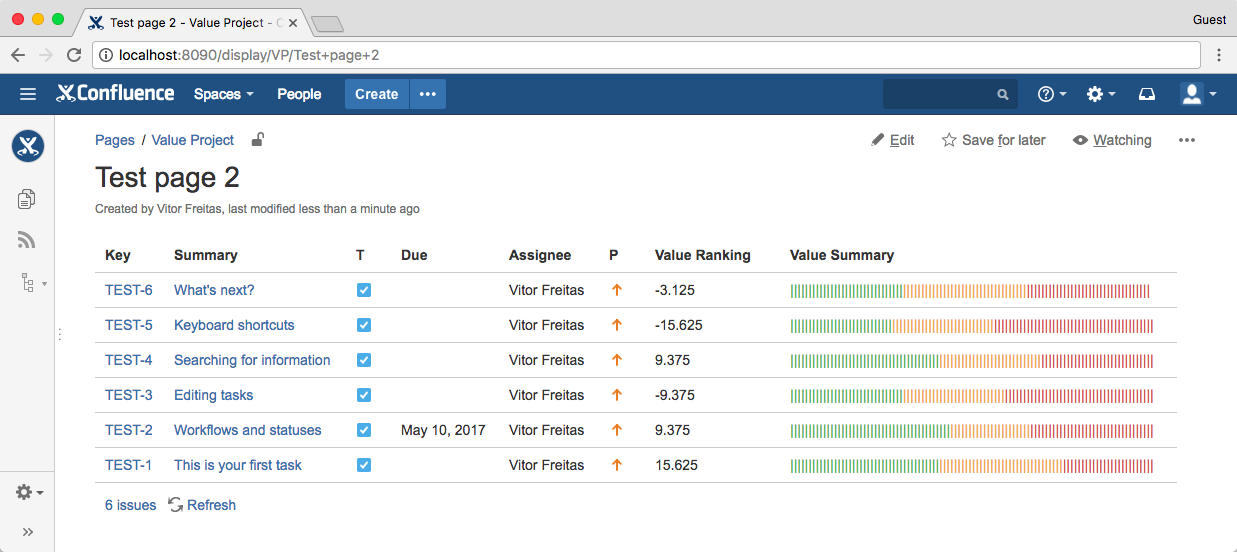 Test page 2 - Value Project - C
Guest
localhost:8090/display/VP/Test+page+2
Confluence Spaces People Create
Pages / Value Project Edit Save for later Watching
Test page 2
Created by Vitor Freitas, last modified less than a minute ago
Key Summary T Due Assignee P Value Ranking Value Summary
TEST-6 What's next? Vitor Freitas -3.125
TEST-5 Keyboard shortcuts Vitor Freitas -15.625
TEST-4 Searching for information Vitor Freitas 9.375
TEST-3 Editing tasks Vitor Freitas -9.375
TEST-2 Workflows and statuses May 10, 2017 Vitor Freitas 9.375
TEST-1 This is your first task Vitor Freitas 15.625
6 issues Refresh